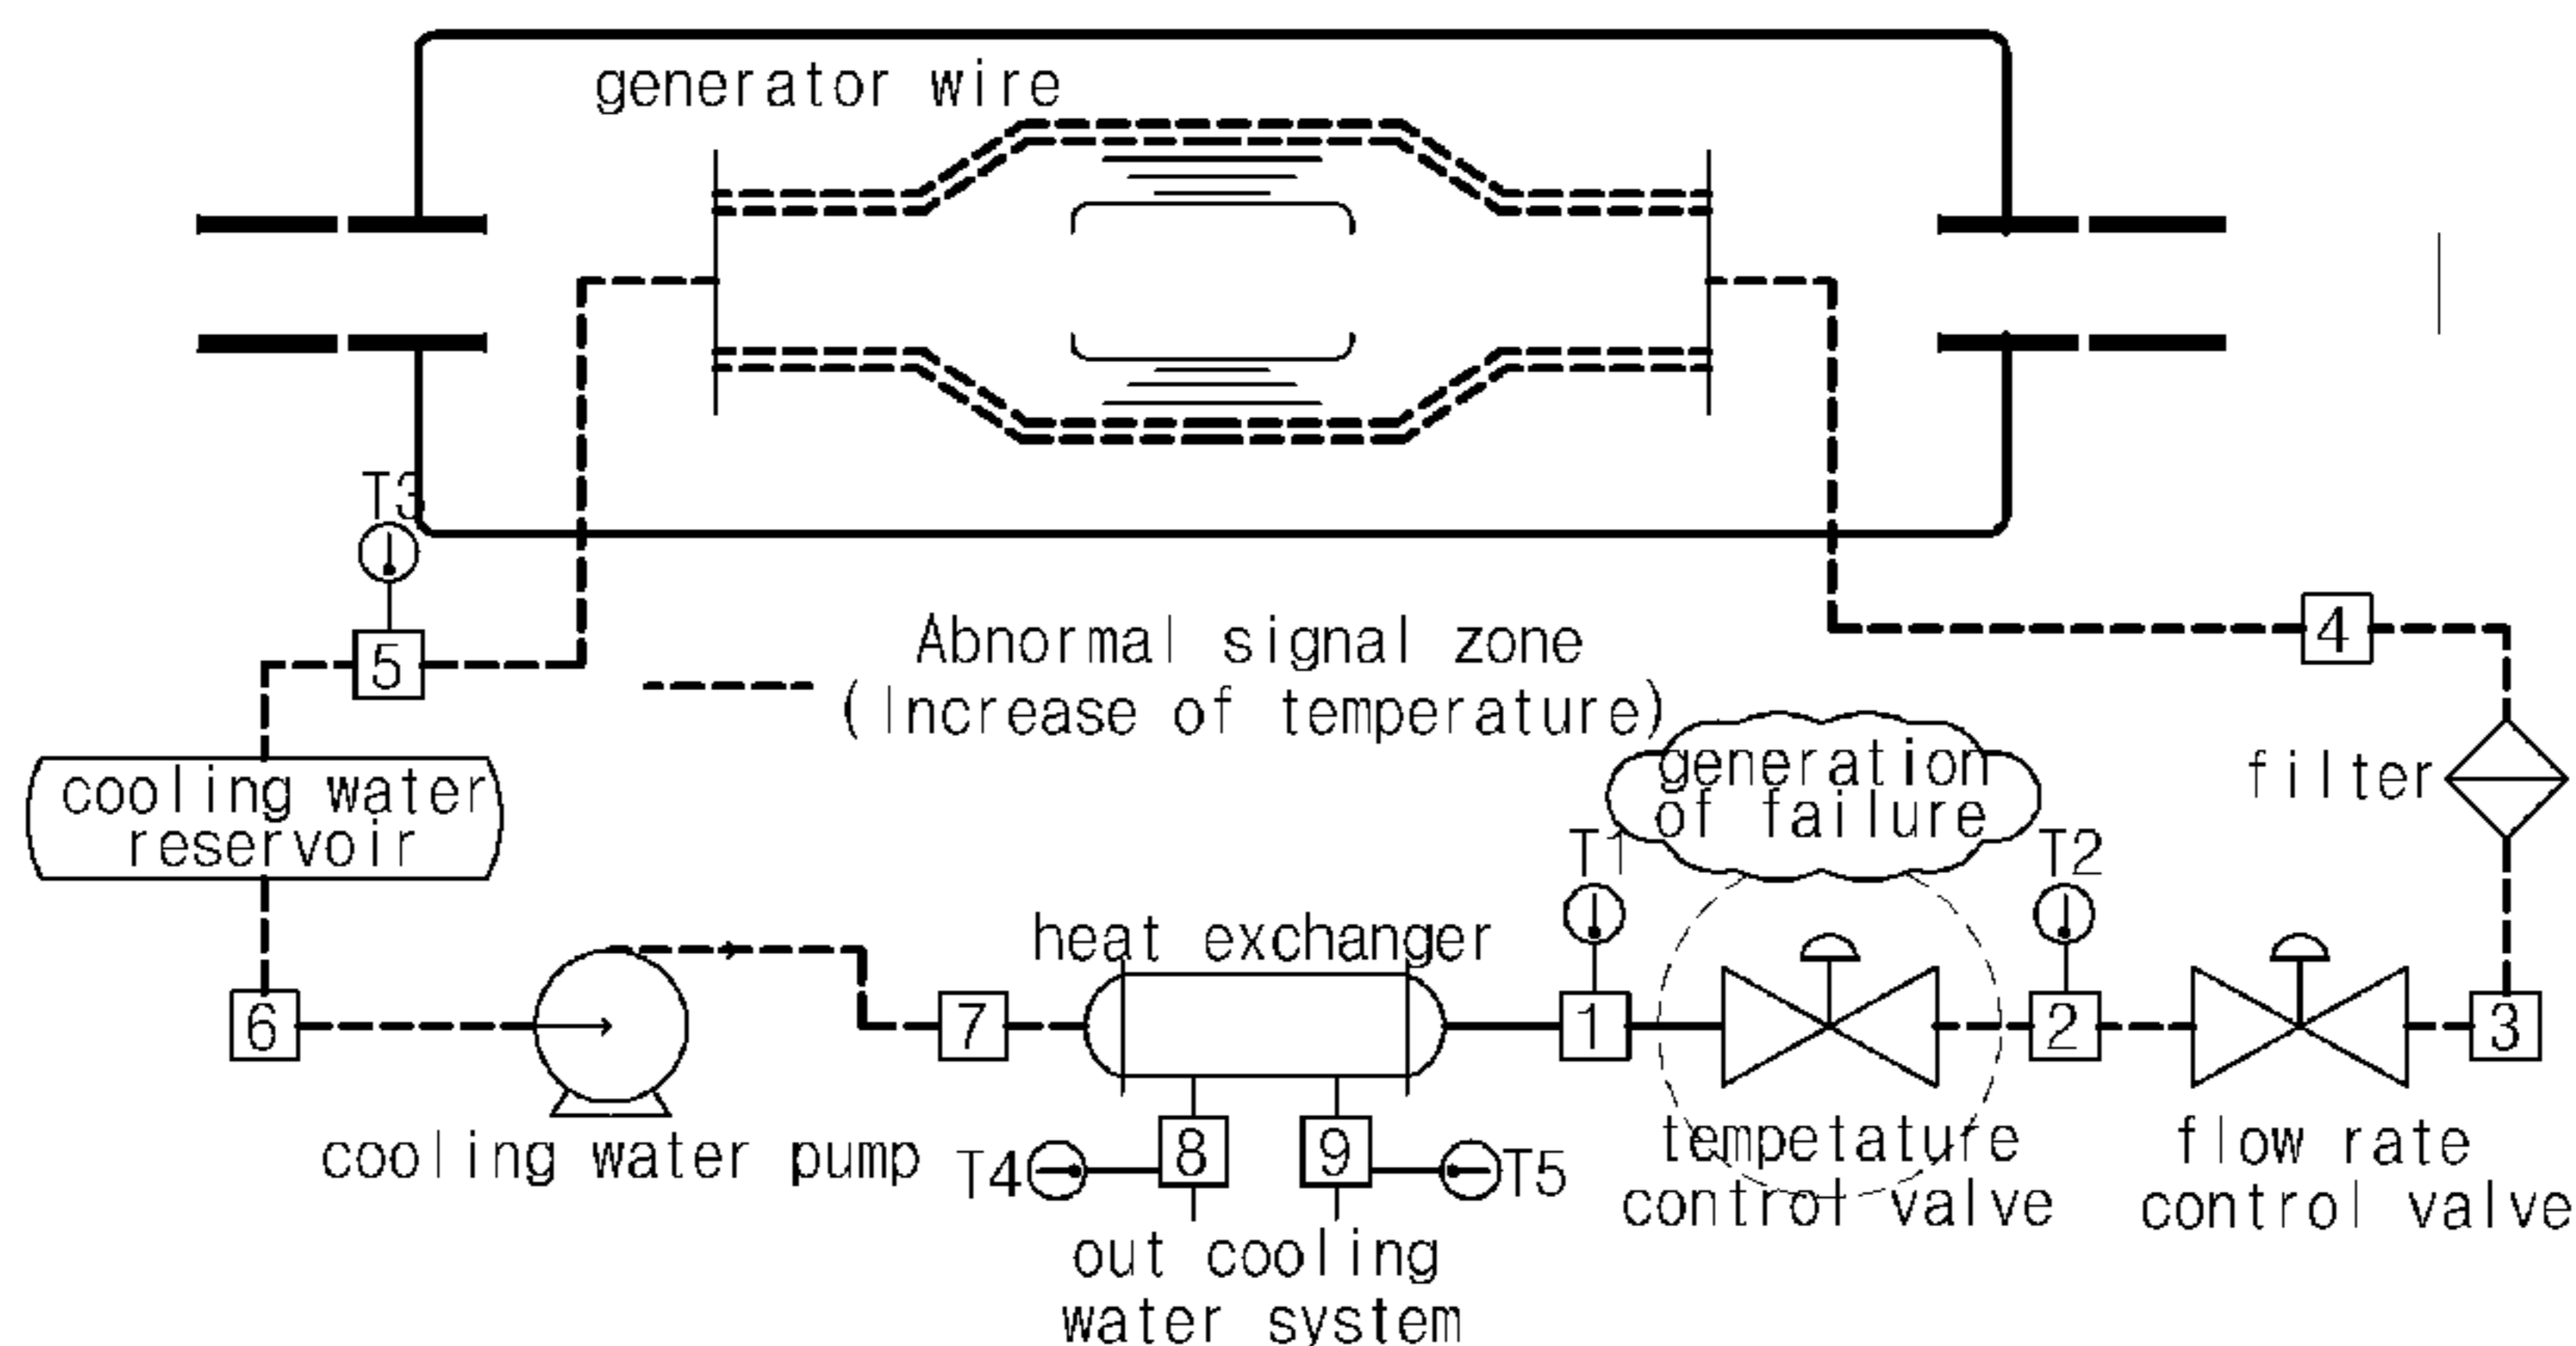 generator wire
T3
5
Abnormal signal zone
(Increase of temperature)
4
cooling water
reservoir
generation
of failure
filter
T1
T2
heat exchanger
6
7
1
2
3
cooling water pump
T4
8
9
T5
tempetature
control valve
flow rate
control valve
out cooling
water system